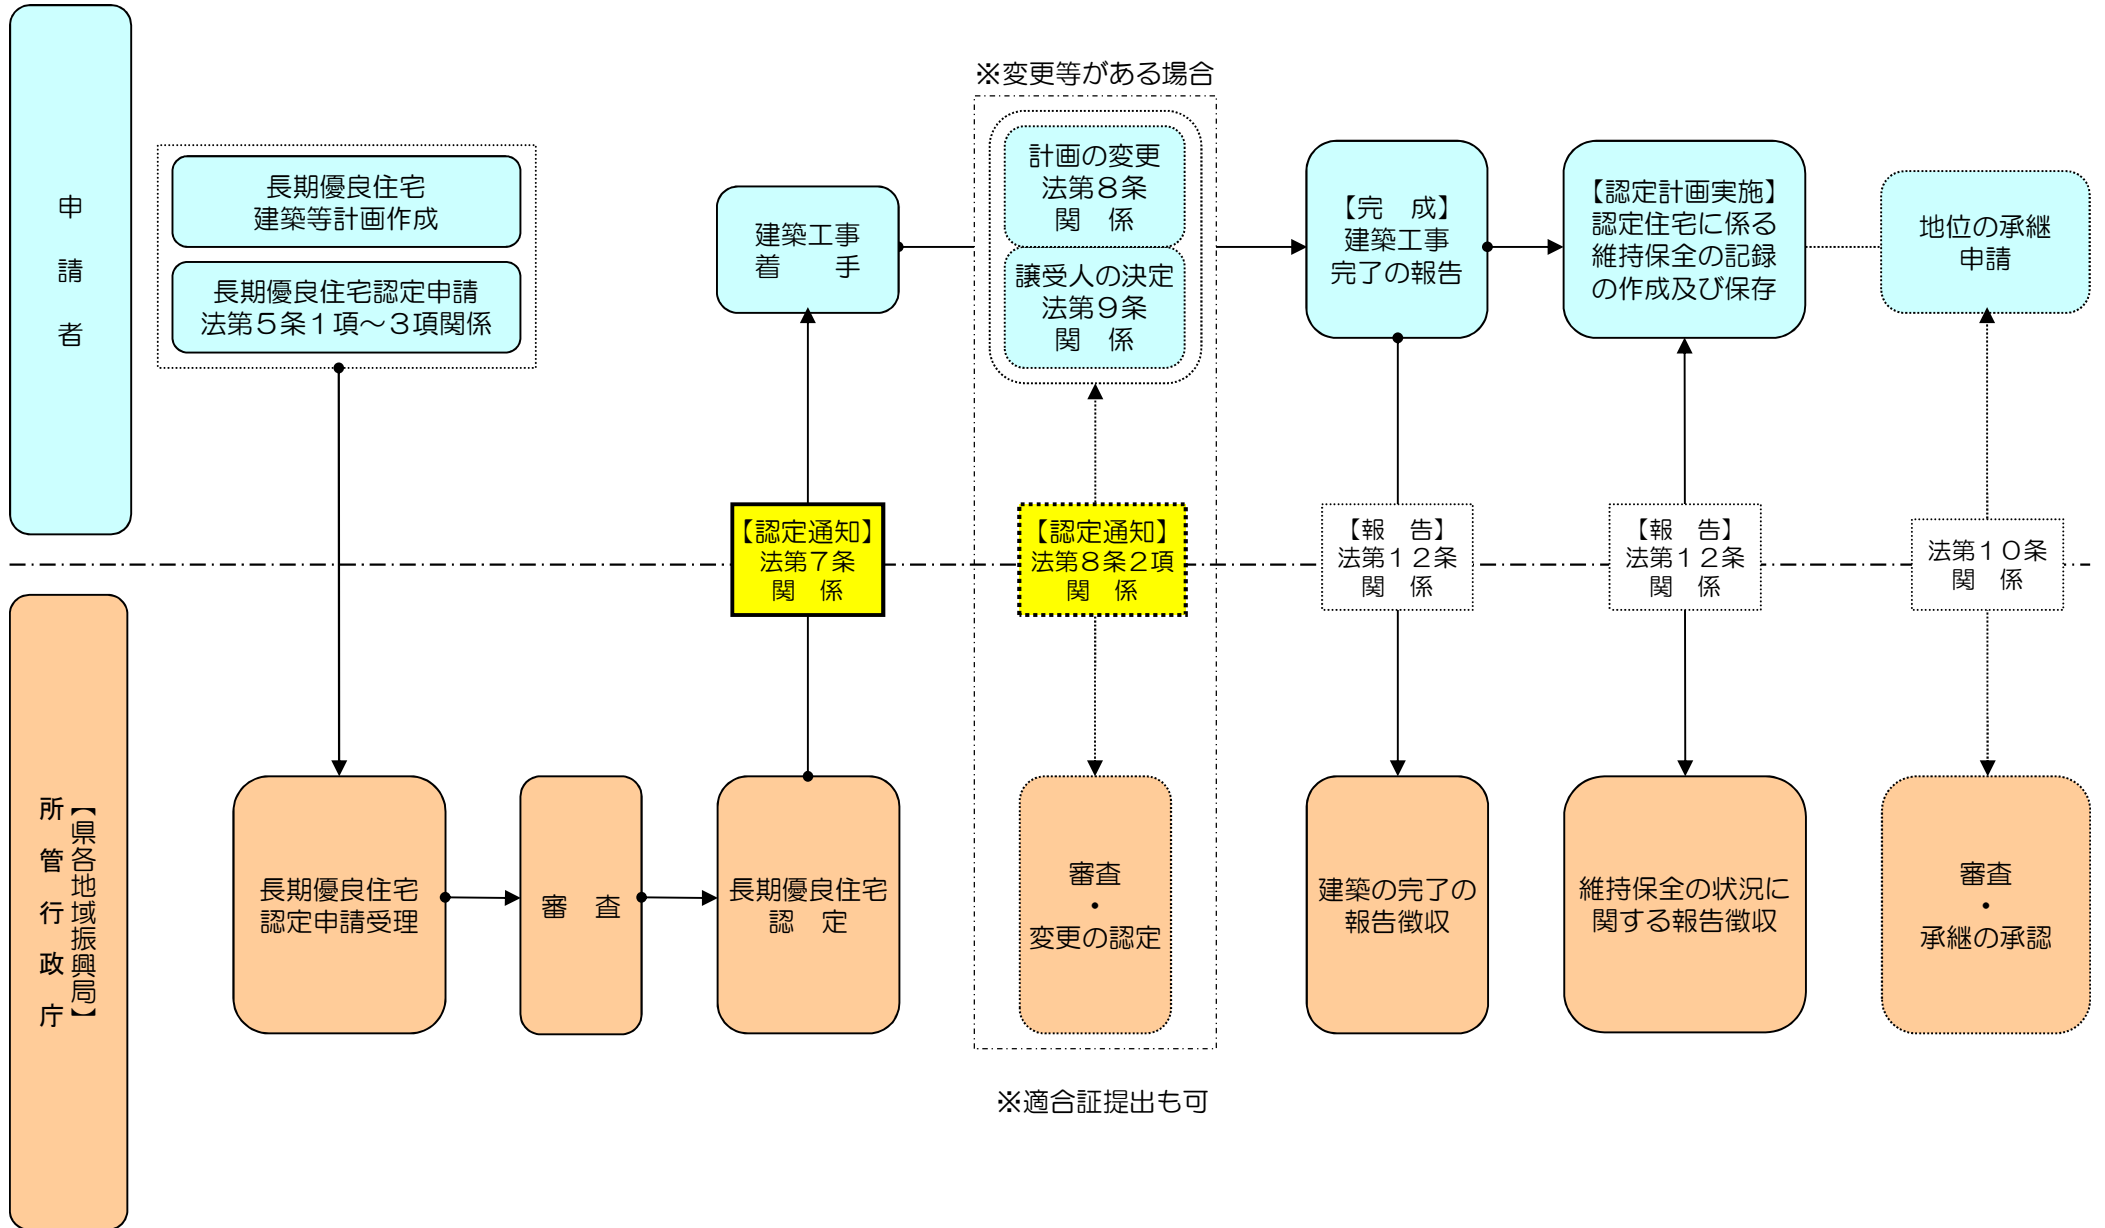 申請者
長期優良住宅
建築等計画作成
長期優良住宅認定申請
法第５条１項～３項関係
建築工事
着　　手
※変更等がある場合
計画の変更
法第８条
関　係
譲受人の決定
法第９条
関　係
【完　成】
建築工事
完了の報告
【認定計画実施】
認定住宅に係る
維持保全の記録
の作成及び保存
地位の承継
申請
【認定通知】
法第７条
関　係
【認定通知】
法第８条２項
関　係
【報　告】
法第１２条
関　係
【報　告】
法第１２条
関　係
法第１０条
関　係
所管行政庁
【県各地域振興局】
長期優良住宅
認定申請受理
審　査
長期優良住宅
認　定
審査
・
変更の認定
建築の完了の
報告徴収
維持保全の状況に
関する報告徴収
審査
・
承継の承認
※適合証提出も可